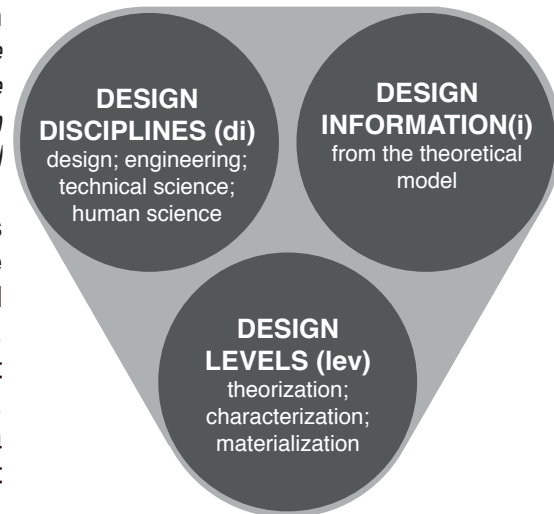 DESIGN
DISCIPLINES (di)
design; engineering;
technical science;
human science
DESIGN
INFORMATION(i)
from the theoretical
model
DESIGN
LEVELS (lev)
theorization;
characterization;
materialization